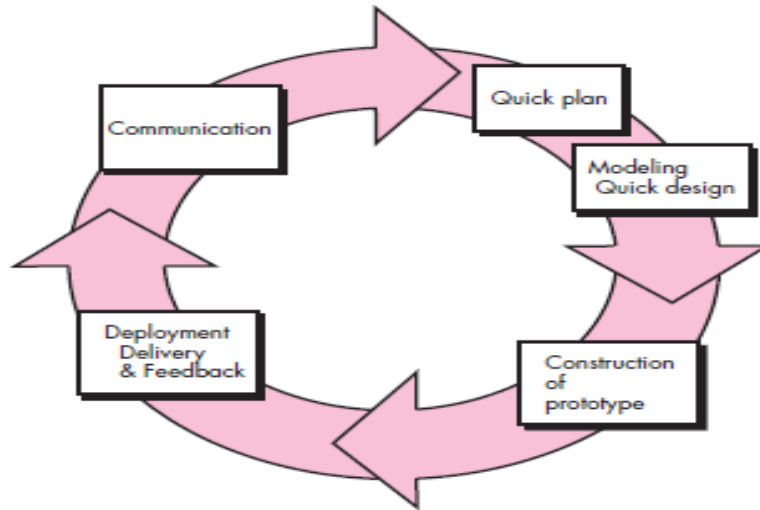 Communication
Quick plan
Modeling
Quick design
Construction
of
prototype
Deployment
Delivery
& Feedback